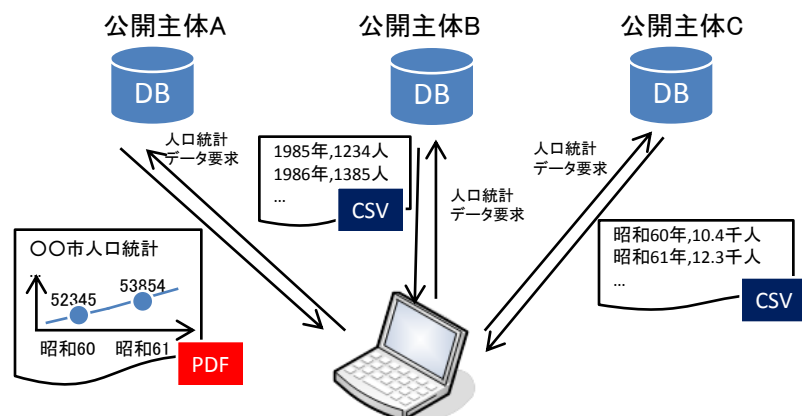 公開主体A
公開主体B
公開主体C
DB
DB
DB
人口統計
データ要求
1985年,1234人
1986年,1385人
…
CSV
人口統計
データ要求
人口統計
データ要求
昭和60年,10.4千人
昭和61年,12.3千人
…
CSV
〇〇市人口統計
…
52345
53854
昭和60
昭和61
PDF